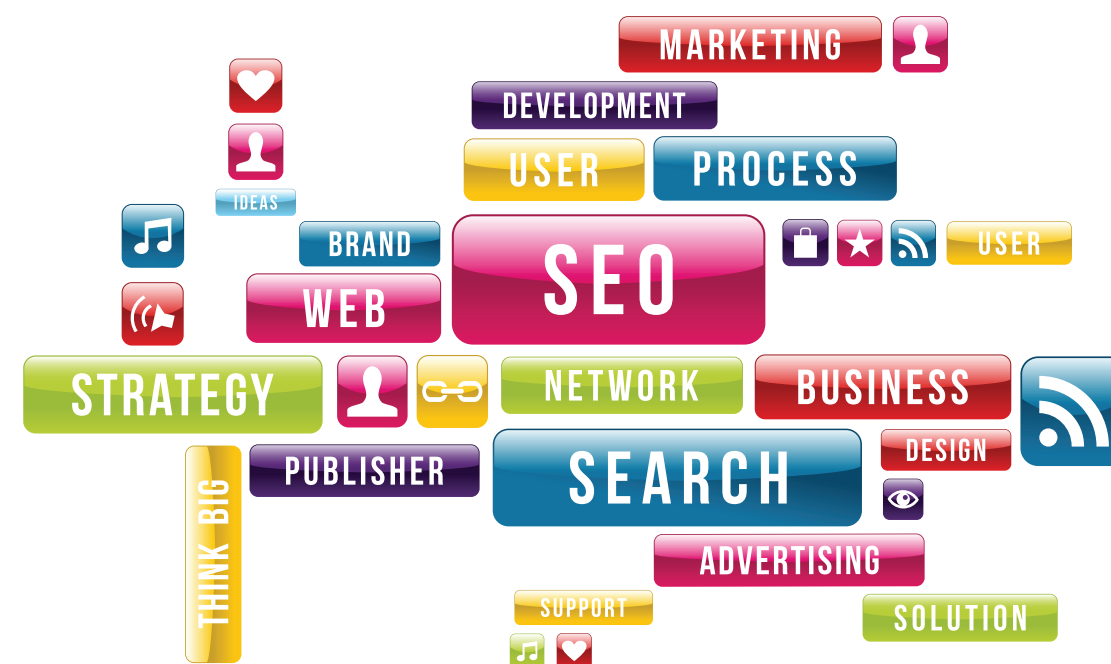 MARKETING
DEVELOPMENT
USER
PROCESS
IDEAS
BRAND
SEO
USER
WEB
STRATEGY
NETWORK
BUSINESS
PUBLISHER
SEARCH
DESIGN
THINK BIG
ADVERTISING
SUPPORT
SOLUTION